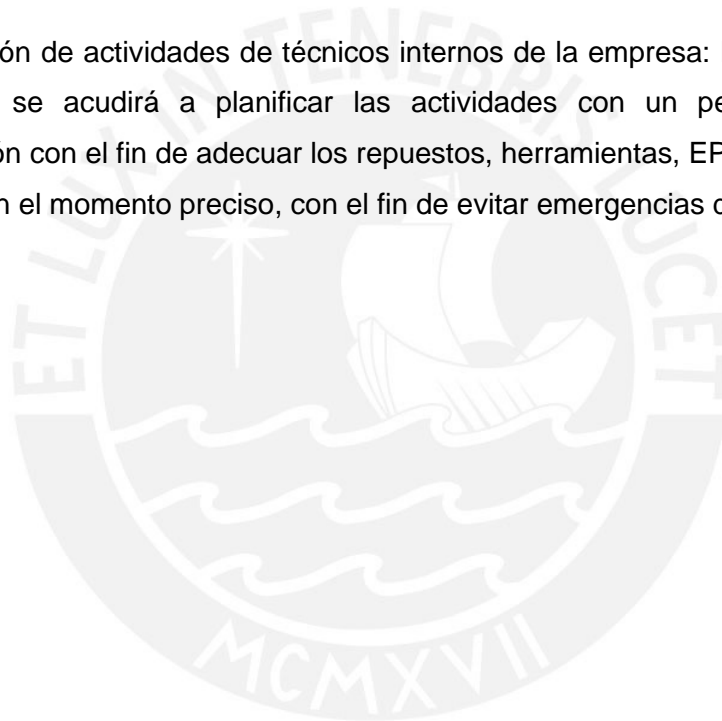 ón de actividades de técnicos internos de la empresa:
se acudirá a planificar las actividades con un pe
ón con el fin de adecuar los repuestos, herramientas, EP
n el momento preciso, con el fin de evitar emergencias
ET LUX IN TENEBRIS LUCET
MCMXVII